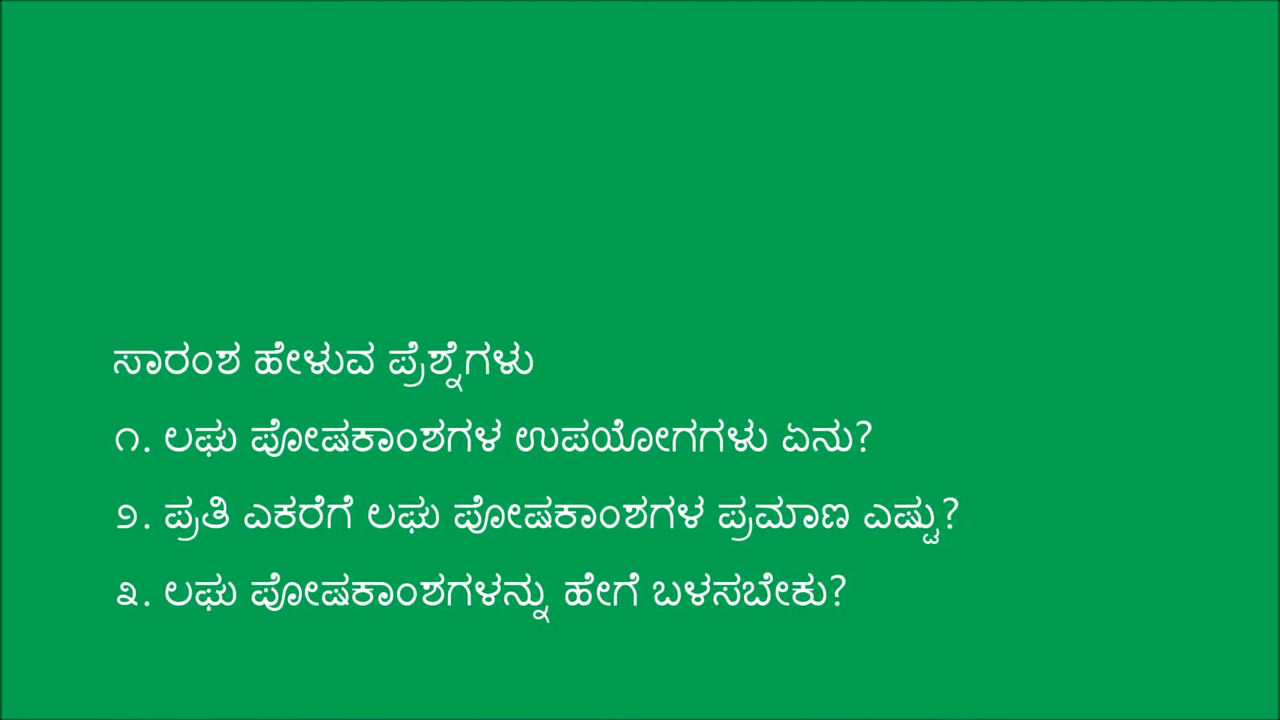 ಸಾರಂಶ ಹೇಳುವ ಪ್ರೆಶ್ನೆಗಳು
೧. ಲಘು ಪೋಷಕಾಂಶಗಳ ಉಪಯೋಗಗಳು ಏನು?
೨. ಪ್ರತಿ ಎಕರೆಗೆ ಲಘು ಪೋಷಕಾಂಶಗಳ ಪ್ರಮಾಣ ಎಷ್ಟು?
೩. ಲಘು ಪೋಷಕಾಂಶಗಳನ್ನು ಹೇಗೆ ಬಳಸಬೇಕು?